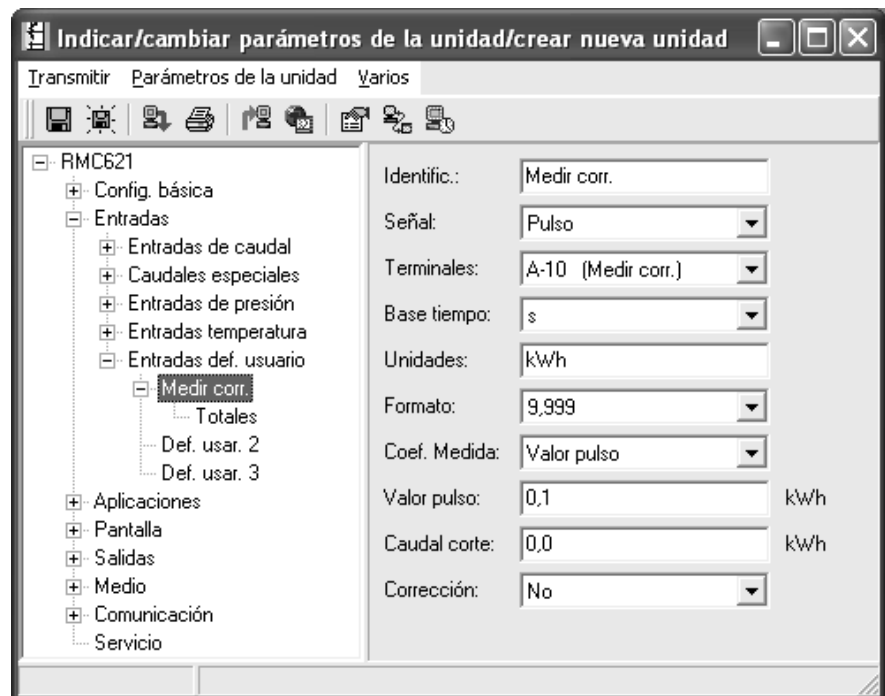 Indicar/cambiar parámetros de la unidad/crear nueva unidad
Transmitir Parámetros de la unidad Varios
RMC621
Config. básica
Entradas
Entradas de caudal
Caudales especiales
Entradas de presión
Entradas temperatura
Entradas def. usuario
Medir corr.
Totales
Def. usar. 2
Def. usar. 3
Aplicaciones
Pantalla
Salidas
Medio
Comunicación
Servicio
Identific.: Medir corr.
Señal: Pulso
Terminales: A-10 (Medir corr.)
Base tiempo: s
Unidades: kWh
Formato: 9,999
Coef. Medida: Valor pulso
Valor pulso: 0,1 kWh
Caudal corte: 0,0 kWh
Corrección: No